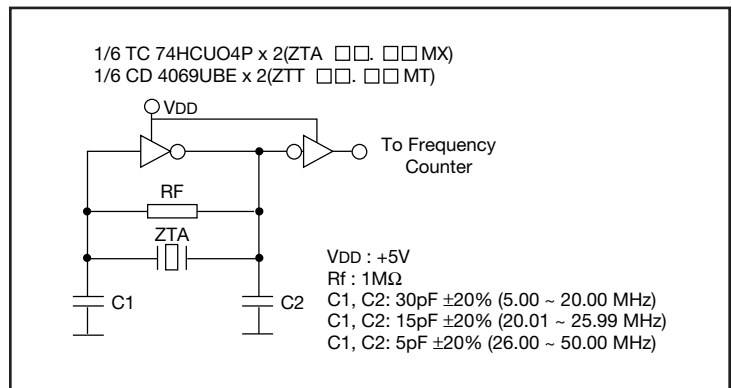 1/6 TC 74HCUO4P x 2(ZTA □□. □□ MX)
1/6 CD 4069UBE x 2(ZTT □□. □□ MT)
VDD
To Frequency
Counter
RF
ZTA
C1
C2
VDD : +5V
Rf : 1MΩ
C1, C2: 30pF ±20% (5.00 ~ 20.00 MHz)
C1, C2: 15pF ±20% (20.01 ~ 25.99 MHz)
C1, C2: 5pF ±20% (26.00 ~ 50.00 MHz)